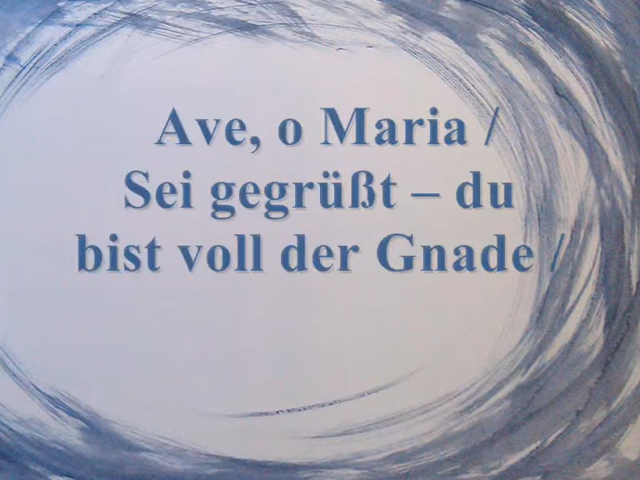 Ave, o Maria /
Sei gegrüßt – du
bist voll der Gnade /